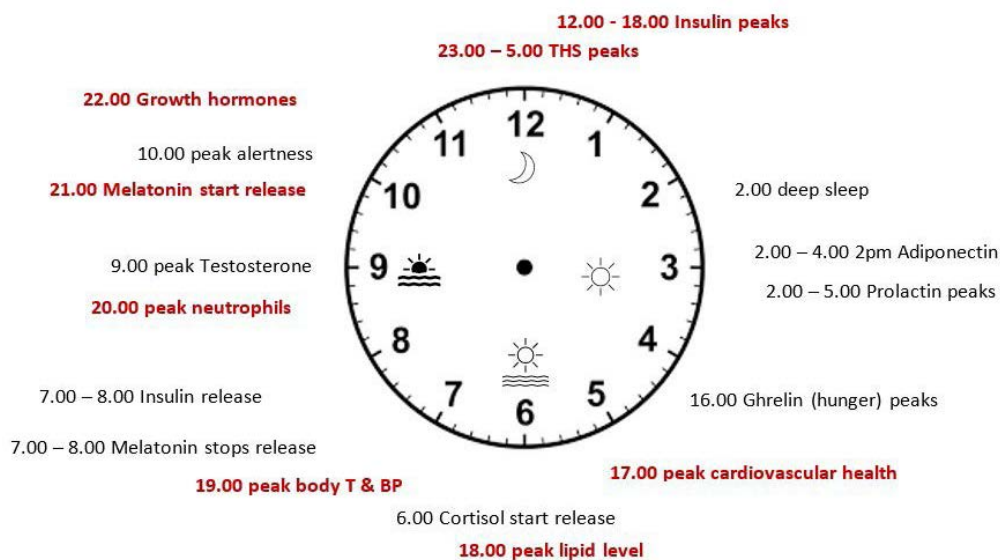 12.00 - 18.00 Insulin peaks
23.00 – 5.00 THS peaks
22.00 Growth hormones
10.00 peak alertness
21.00 Melatonin start release
9.00 peak Testosterone
20.00 peak neutrophils
7.00 – 8.00 Insulin release
7.00 – 8.00 Melatonin stops release
19.00 peak body T & BP
6.00 Cortisol start release
18.00 peak lipid level
12
1
2
3
4
5
6
7
8
9
10
11
2.00 deep sleep
2.00 – 4.00 2pm Adiponectin
2.00 – 5.00 Prolactin peaks
16.00 Ghrelin (hunger) peaks
17.00 peak cardiovascular health